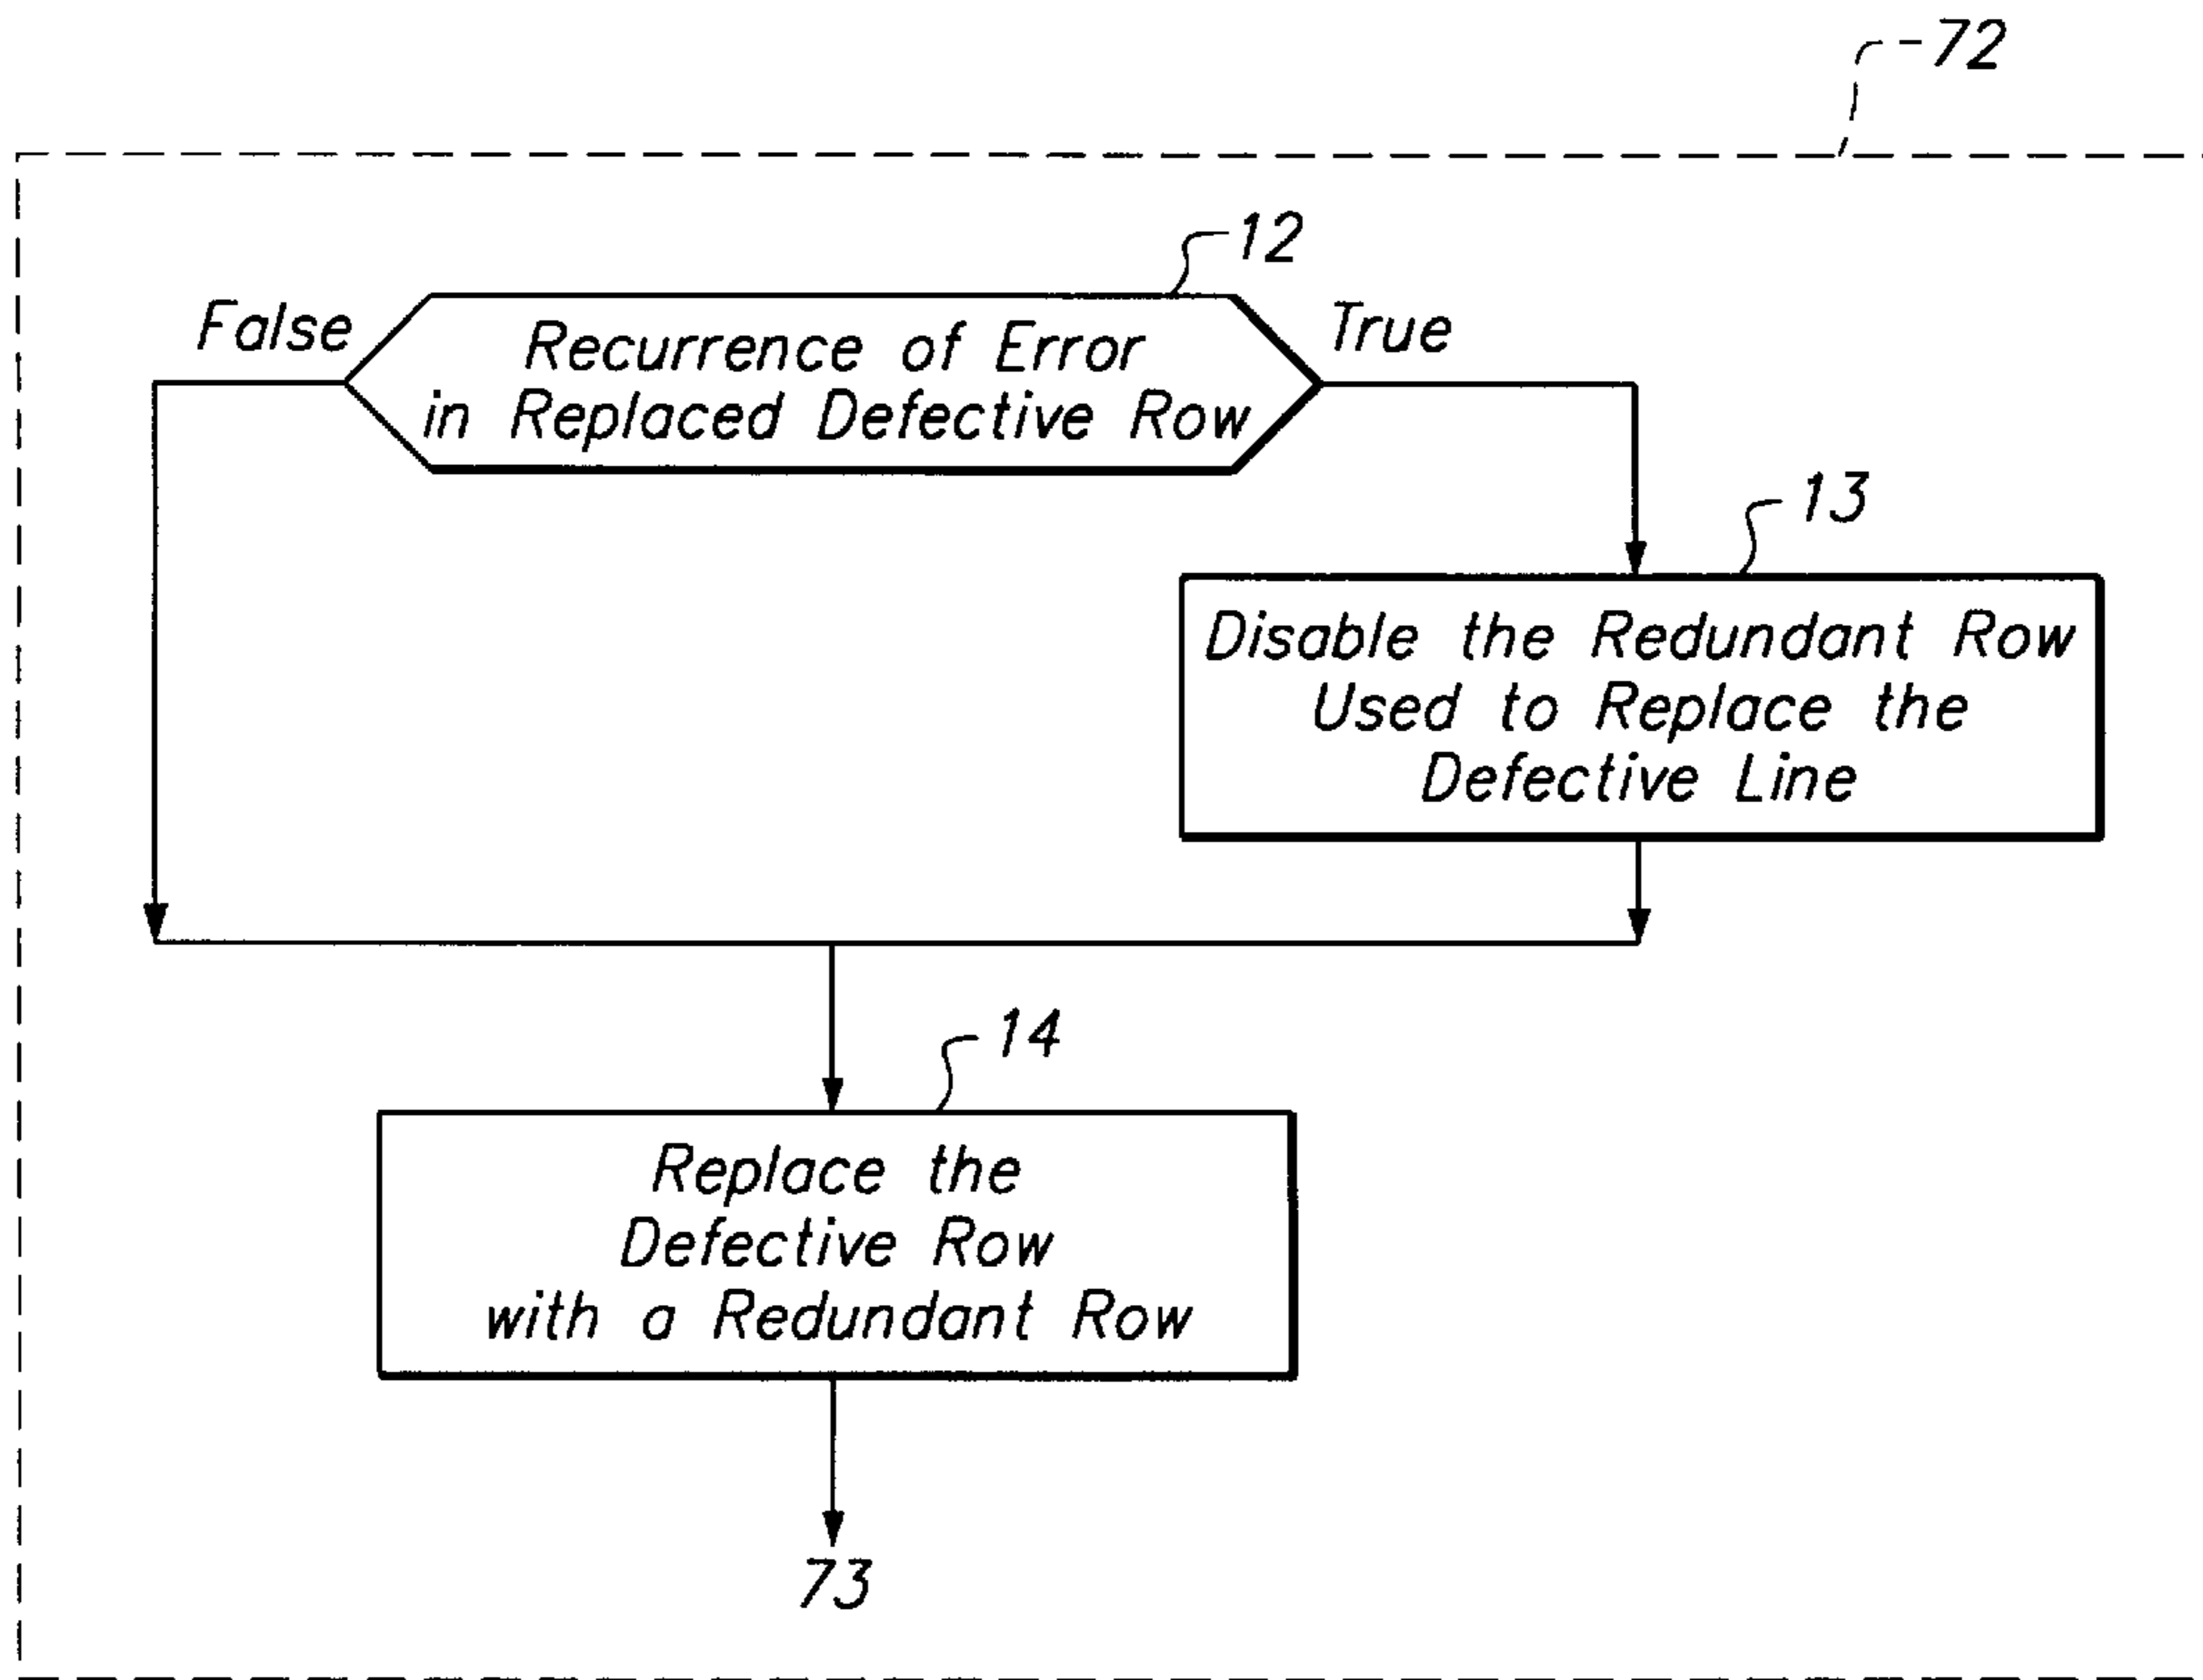 72
12
False
Recurrence of Error
in Replaced Defective Row
True
13
Disable the Redundant Row
Used to Replace the
Defective Line
14
Replace the
Defective Row
with a Redundant Row
73